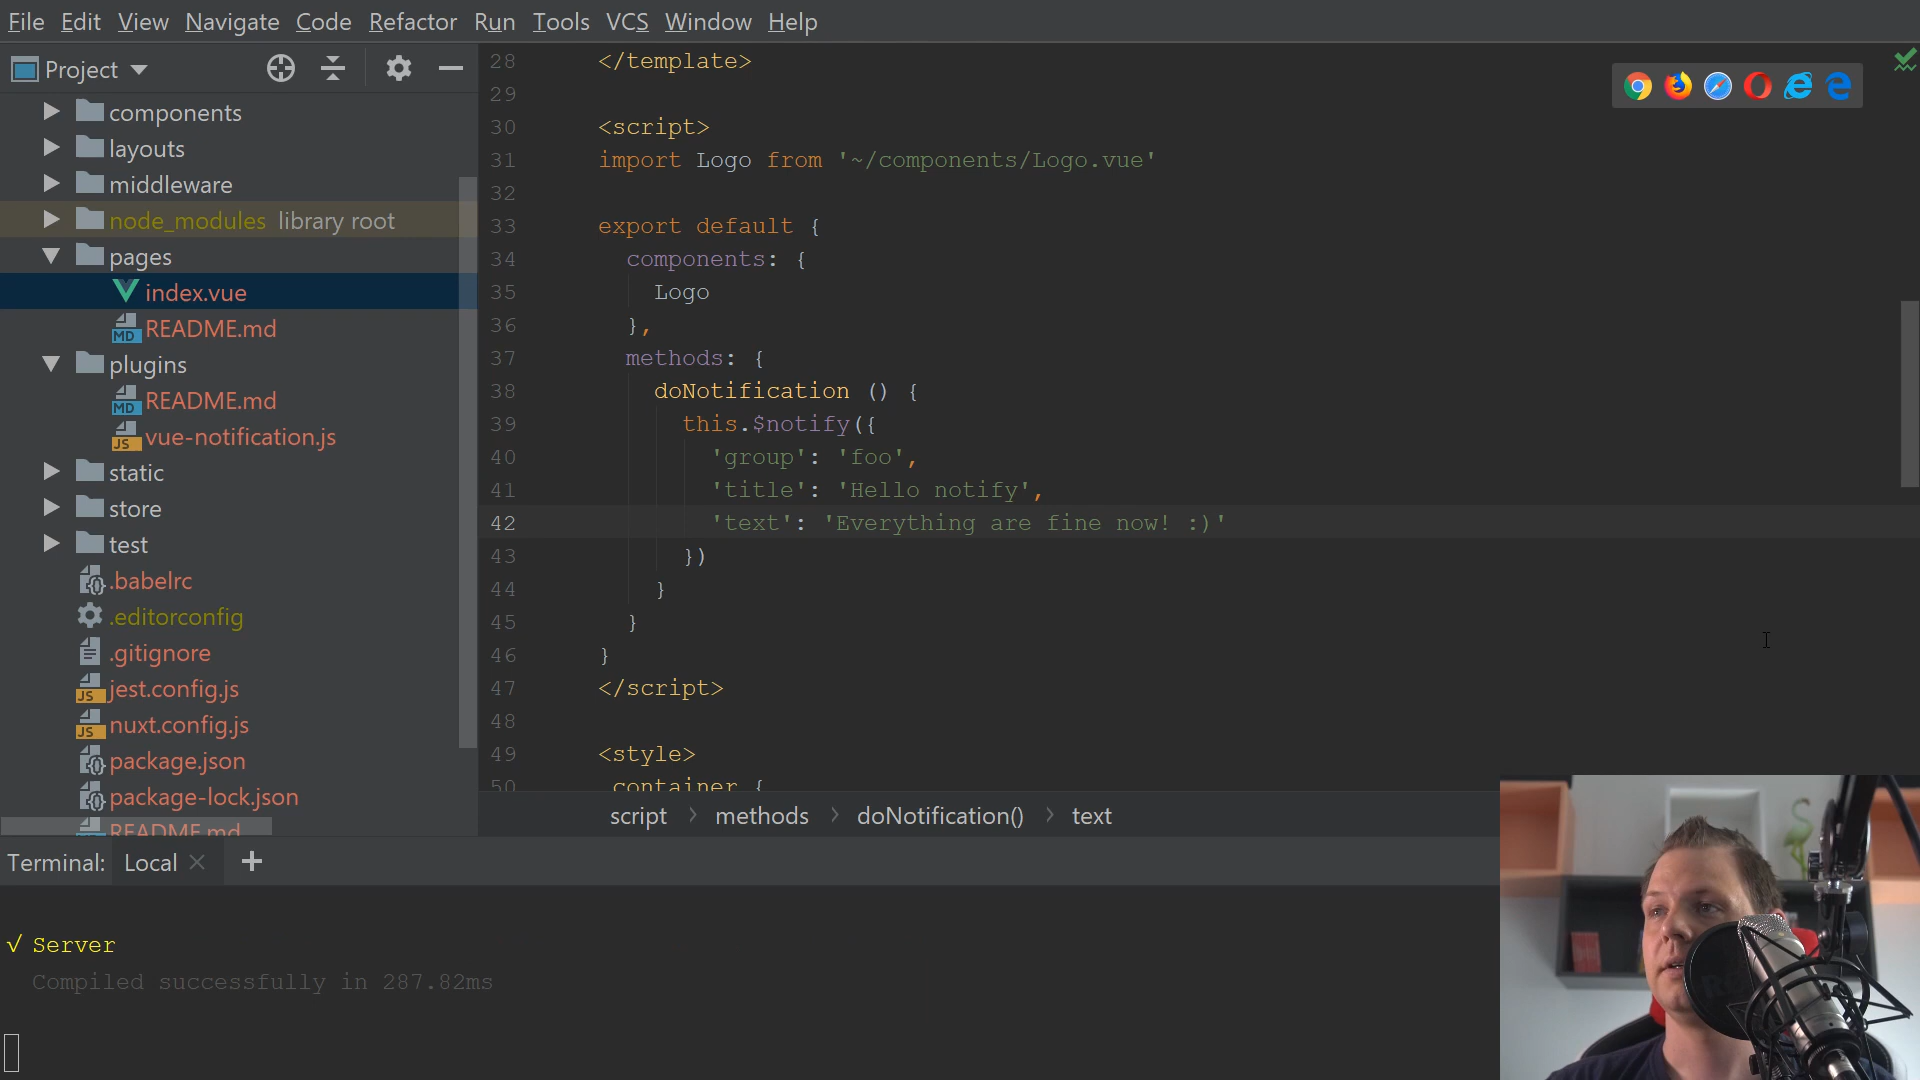 File Edit View Navigate Code Refactor Run Tools VCS Window Help
Project
components
layouts
middleware
node_modules library root
pages
index.vue
README.md
plugins
README.md
vue-notification.js
static
store
test
.babelrc
.editorconfig
.gitignore
jest.config.js
nuxt.config.js
package.json
package-lock.json
README.md
28 </template>
29
30 <script>
31 import Logo from '~/components/Logo.vue'
32
33 export default {
34 components: {
35 Logo
36 },
37 methods: {
38 doNotification () {
39 this.$notify({
40 'group': 'foo',
41 'title': 'Hello notify',
42 'text': 'Everything are fine now! :)'
43 })
44 }
45 }
46 }
47 </script>
48
49 <style>
50 container {
script > methods > doNotification() > text
Terminal: Local × +
√ Server
Compiled successfully in 287.82ms